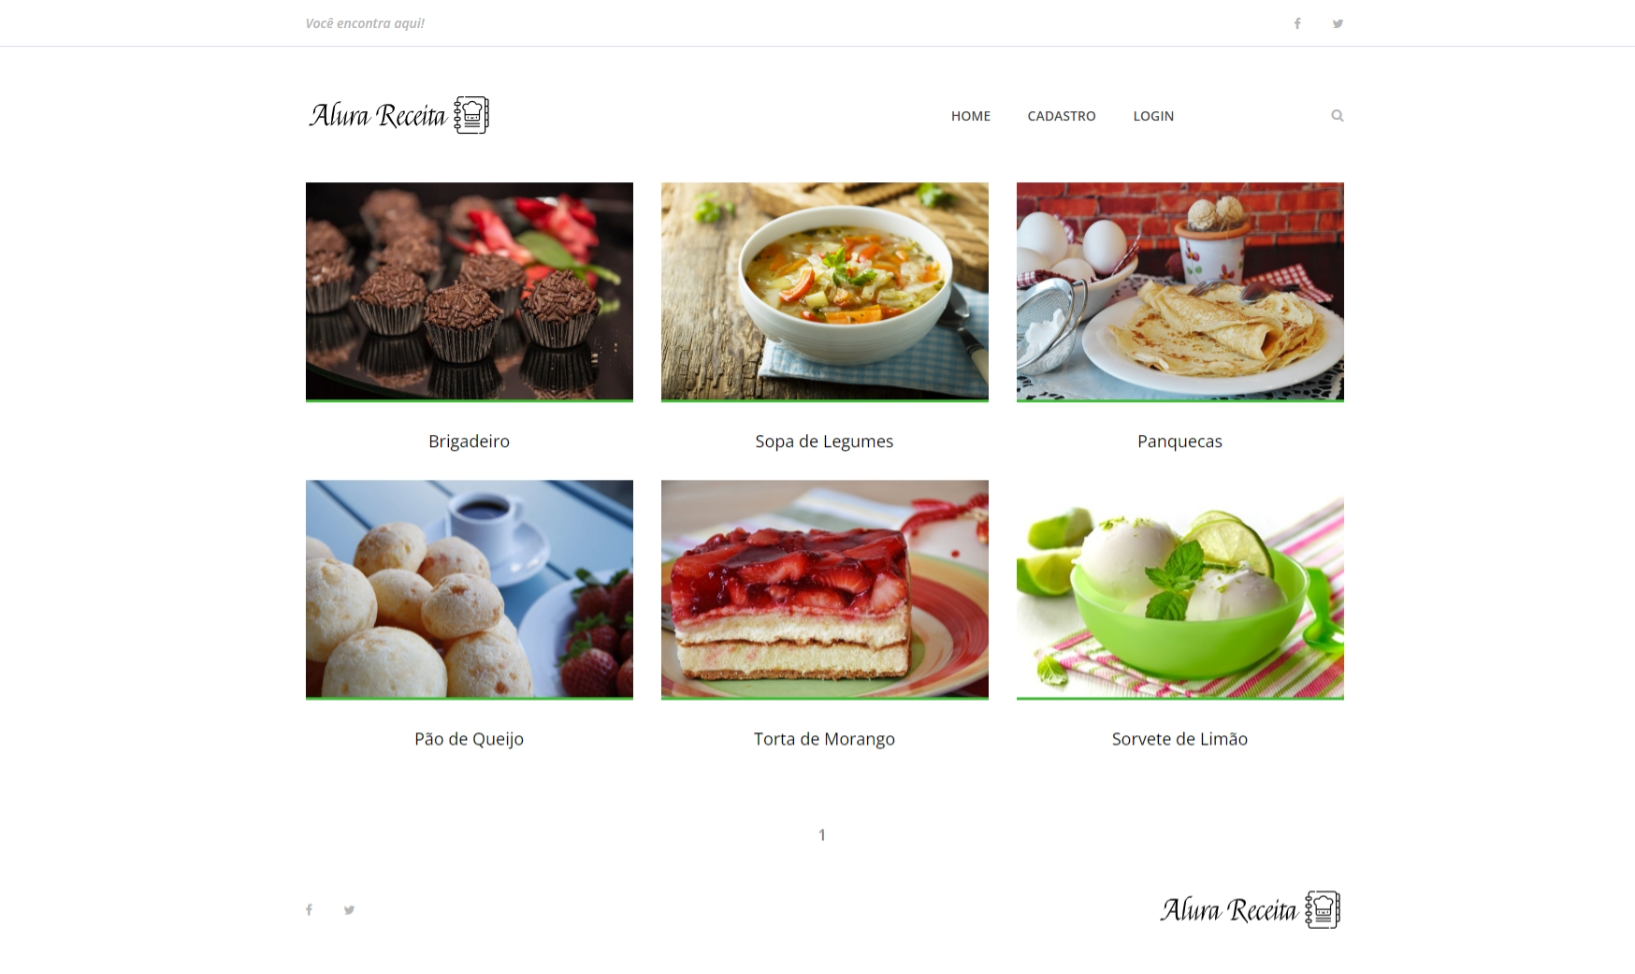 Você encontra aqui!
Alura Receita
HOME CADASTRO LOGIN
Brigadeiro
Sopa de Legumes
Panquecas
Pão de Queijo
Torta de Morango
Sorvete de Limão
1
Alura Receita